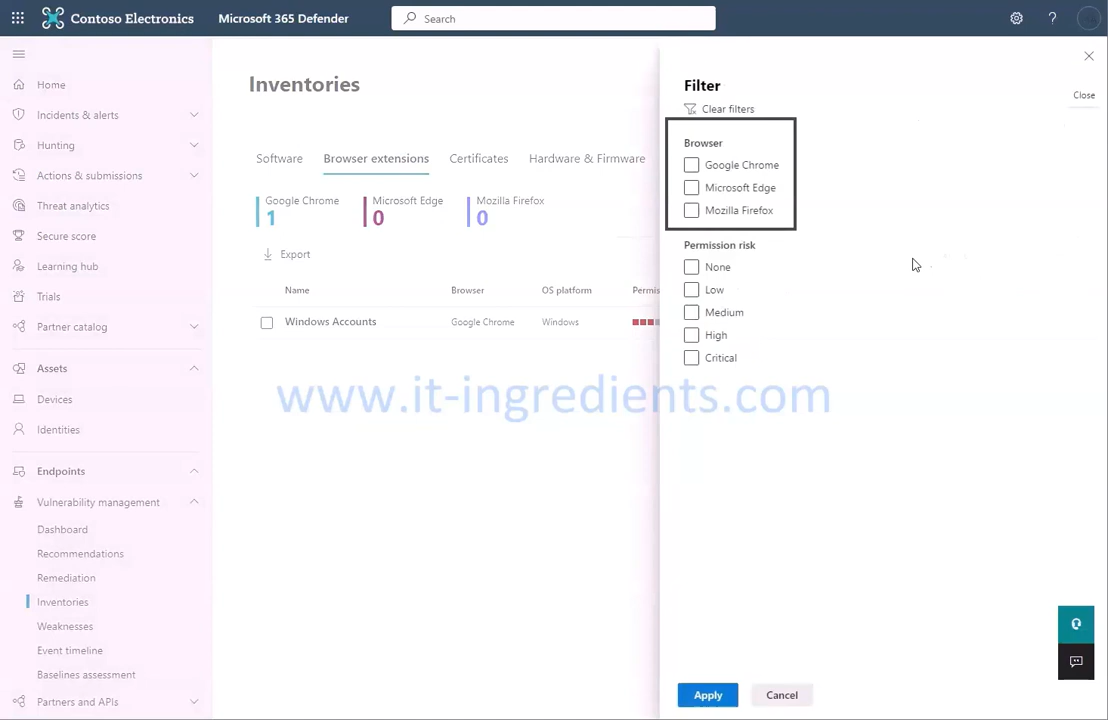 Contoso Electronics
Microsoft 365 Defender
Search
?
Home
Incidents & alerts
Hunting
Actions & submissions
Threat analytics
Secure score
Learning hub
Trials
Partner catalog
Assets
Devices
Identities
Endpoints
Vulnerability management
Dashboard
Recommendations
Remediation
Inventories
Weaknesses
Event timeline
Baselines assessment
Partners and APIs
Inventories
Software Browser extensions Certificates Hardware & Firmware
Google Chrome Microsoft Edge Mozilla Firefox
1 0 0
Export
Name Browser OS platform Permis
Windows Accounts Google Chrome Windows
www.it-ingredients.com
Close
Filter
Clear filters
Browser
Google Chrome
Microsoft Edge
Mozilla Firefox
Permission risk
None
Low
Medium
High
Critical
Apply Cancel